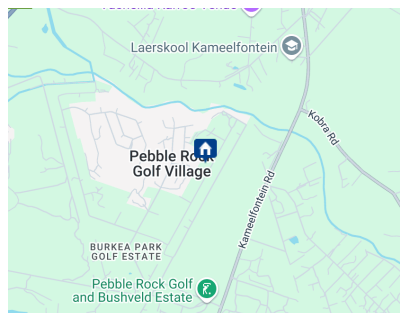 Laerskool Kameelfontein
Kobra Rd
Pebble Rock
Golf Village
Kameelfontein Rd
BURKEA PARK
GOLF ESTATE
Pebble Rock Golf
and Bushveld Estate